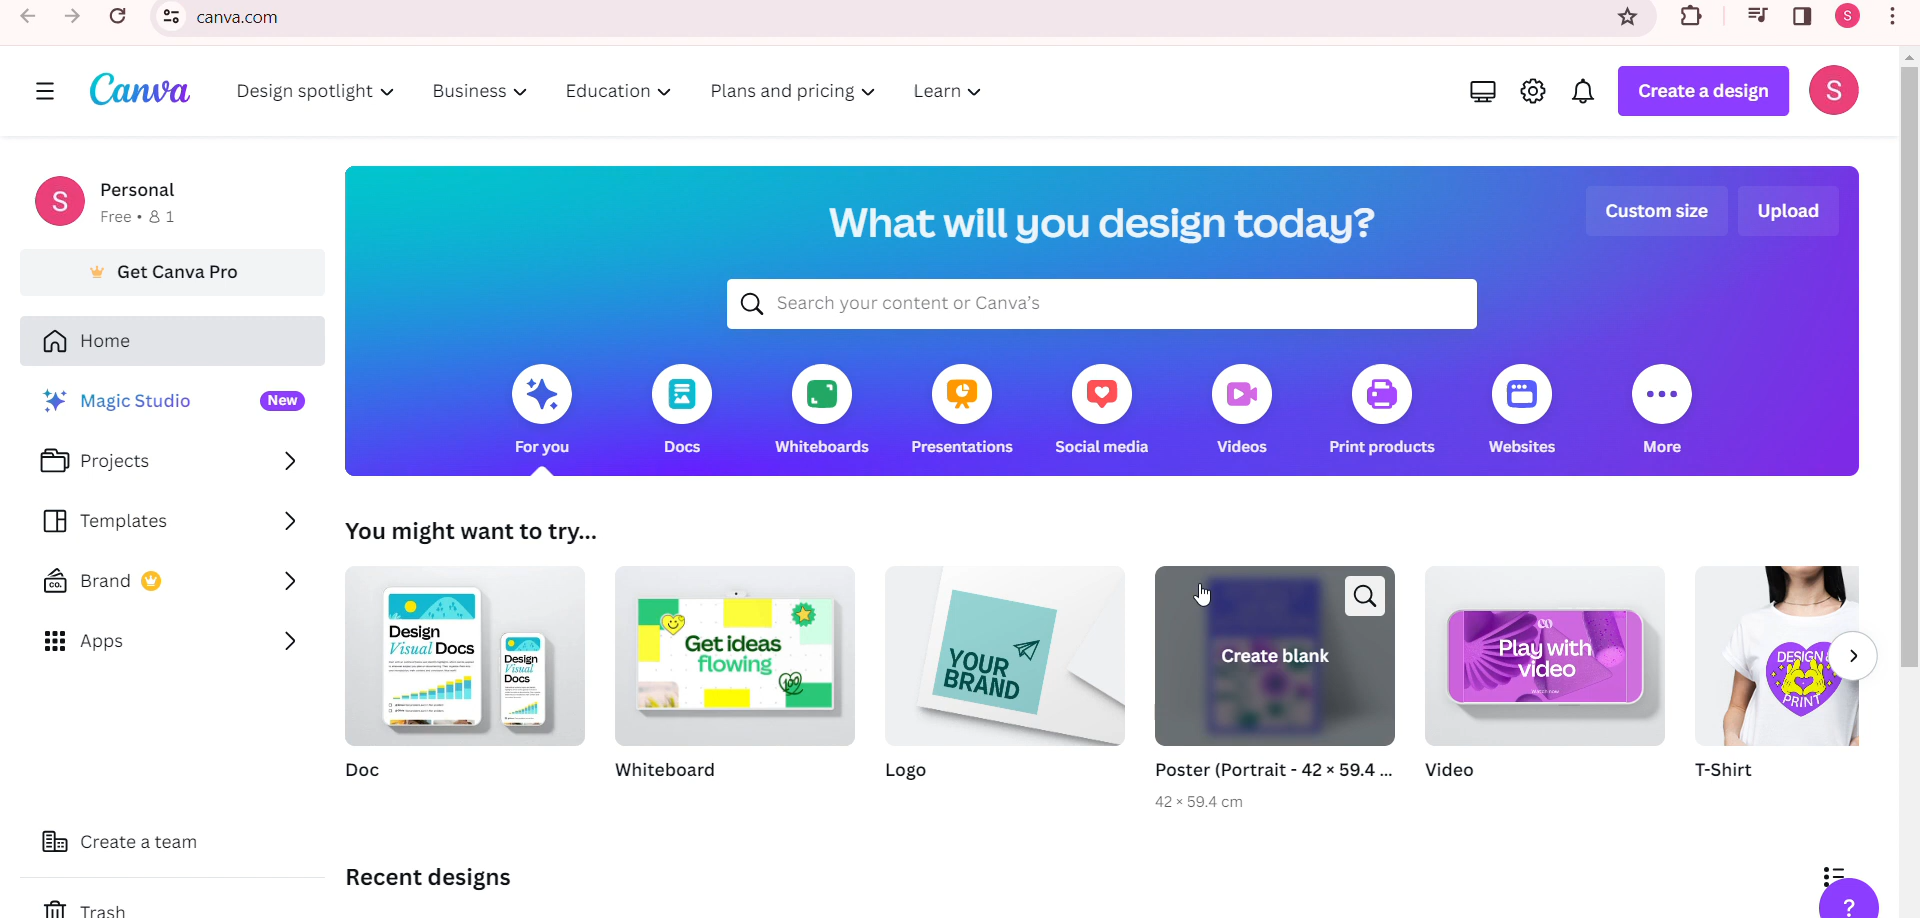 canva.com
S
Canva
Design spotlight
Business
Education
Plans and pricing
Learn
Create a design
S
S
Personal
Free • 1
Get Canva Pro
Home
Magic Studio
New
Projects
Templates
Brand
CO.
Apps
Create a team
Trash
What will you design today?
Custom size
Upload
Search your content or Canva's
For you
Docs
Whiteboards
Presentations
Social media
Videos
Print products
Websites
More
You might want to try...
Design
Visual Docs
Design
Visual
Docs
Doc
Get ideas
flowing
Whiteboard
YOUR
BRAND
Logo
Create blank
Poster (Portrait - 42 × 59.4 ...
42 × 59.4 cm
Play with
video
Watch now
Video
DESIGN
PRINT
T-Shirt
Recent designs
?